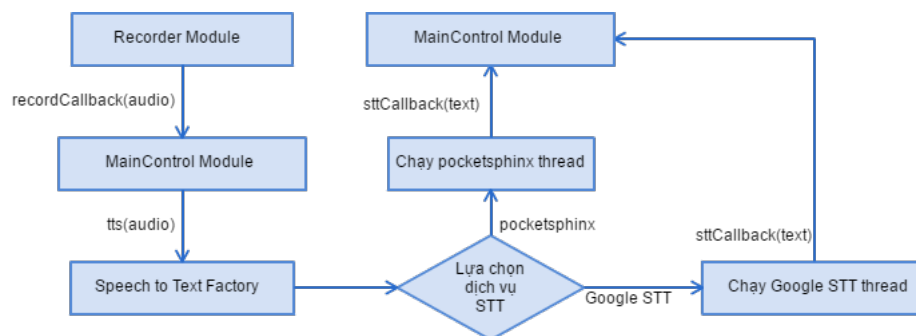 Recorder Module
MainControl Module
recordCallback(audio)
sttCallback(text)
MainControl Module
Chạy pocketsphinx thread
tts(audio)
pocketsphinx
sttCallback(text)
Speech to Text Factory
Lựa chọn
dịch vụ
STT
Google STT
Chạy Google STT thread